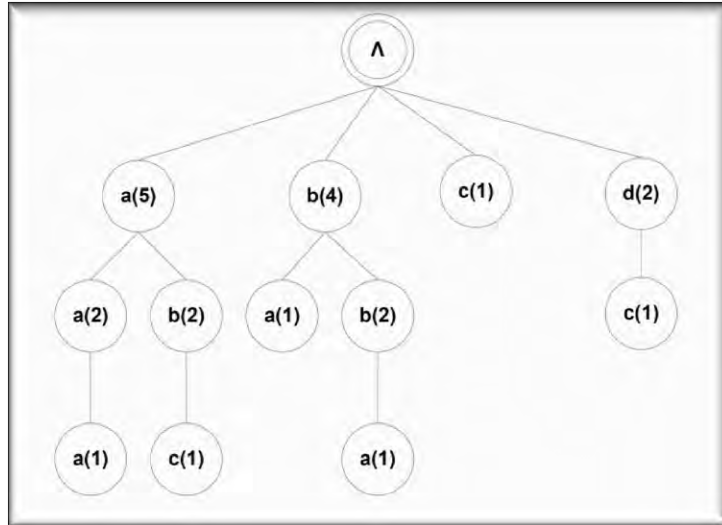 Λ
a(5) b(4) c(1) d(2)
a(2) b(2) a(1) b(2) c(1)
a(1) c(1) a(1)